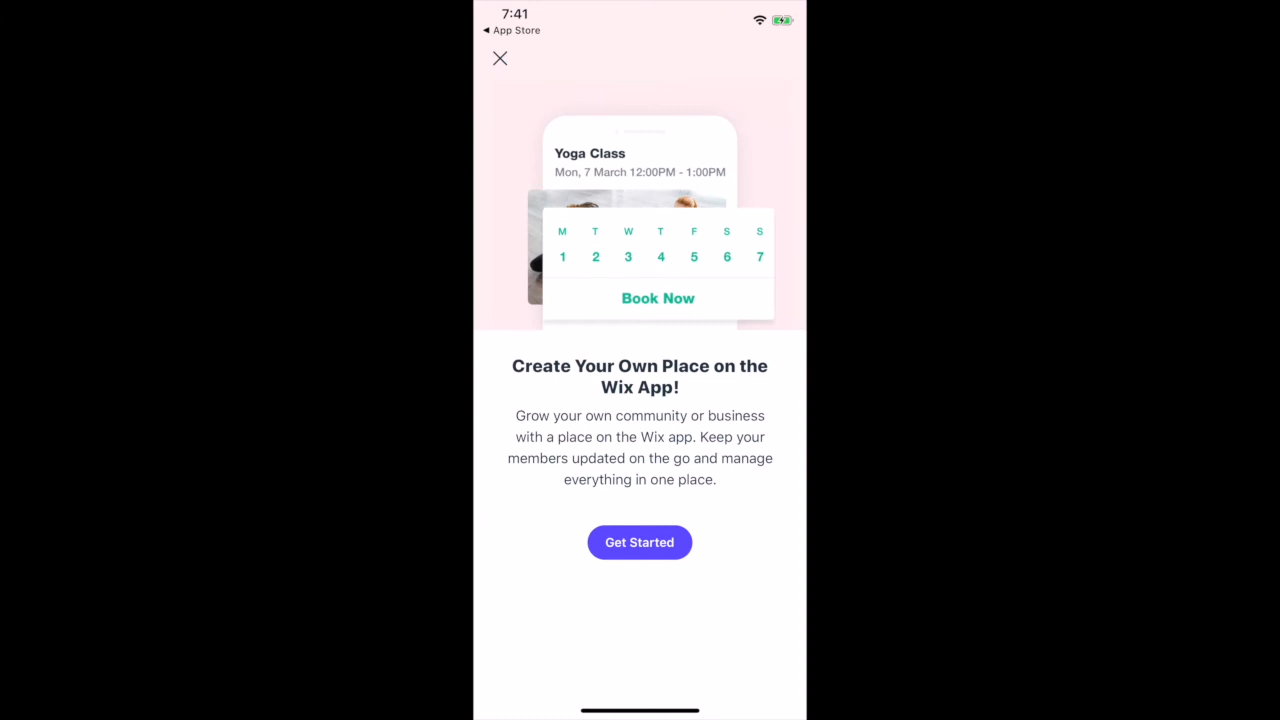 7:41
◀ App Store
Yoga Class
Mon, 7 March 12:00PM - 1:00PM
M T W T F S S
1 2 3 4 5 6 7
Book Now
Create Your Own Place on the
Wix App!
Grow your own community or business
with a place on the Wix app. Keep your
members updated on the go and manage
everything in one place.
Get Started